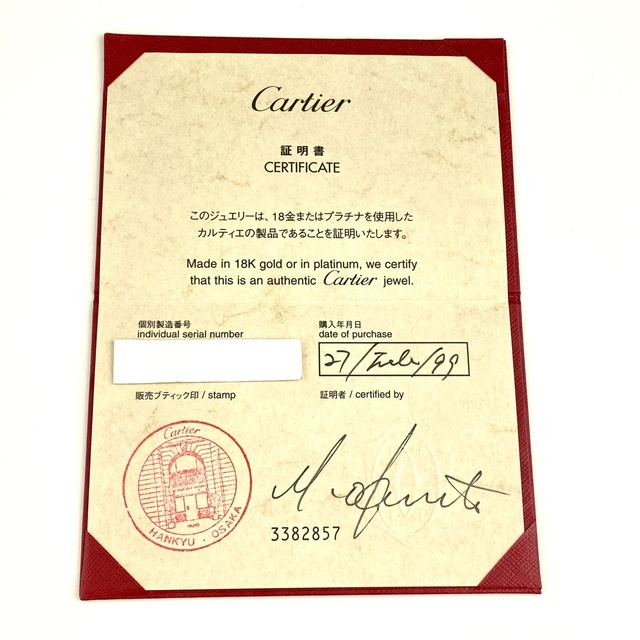 Cartier
証明書
CERTIFICATE
このジュエリーは、18金またはプラチナを使用した
カルティエの製品であることを証明いたします。
Made in 18K gold or in platinum, we certify
that this is an authentic Cartier jewel.
個別製造番号
individual serial number
購入年月日
date of purchase
27/ /99
販売ブティック印 / stamp
証明者 / certified by
Cartier
HANKYU · OSAKA
3382857